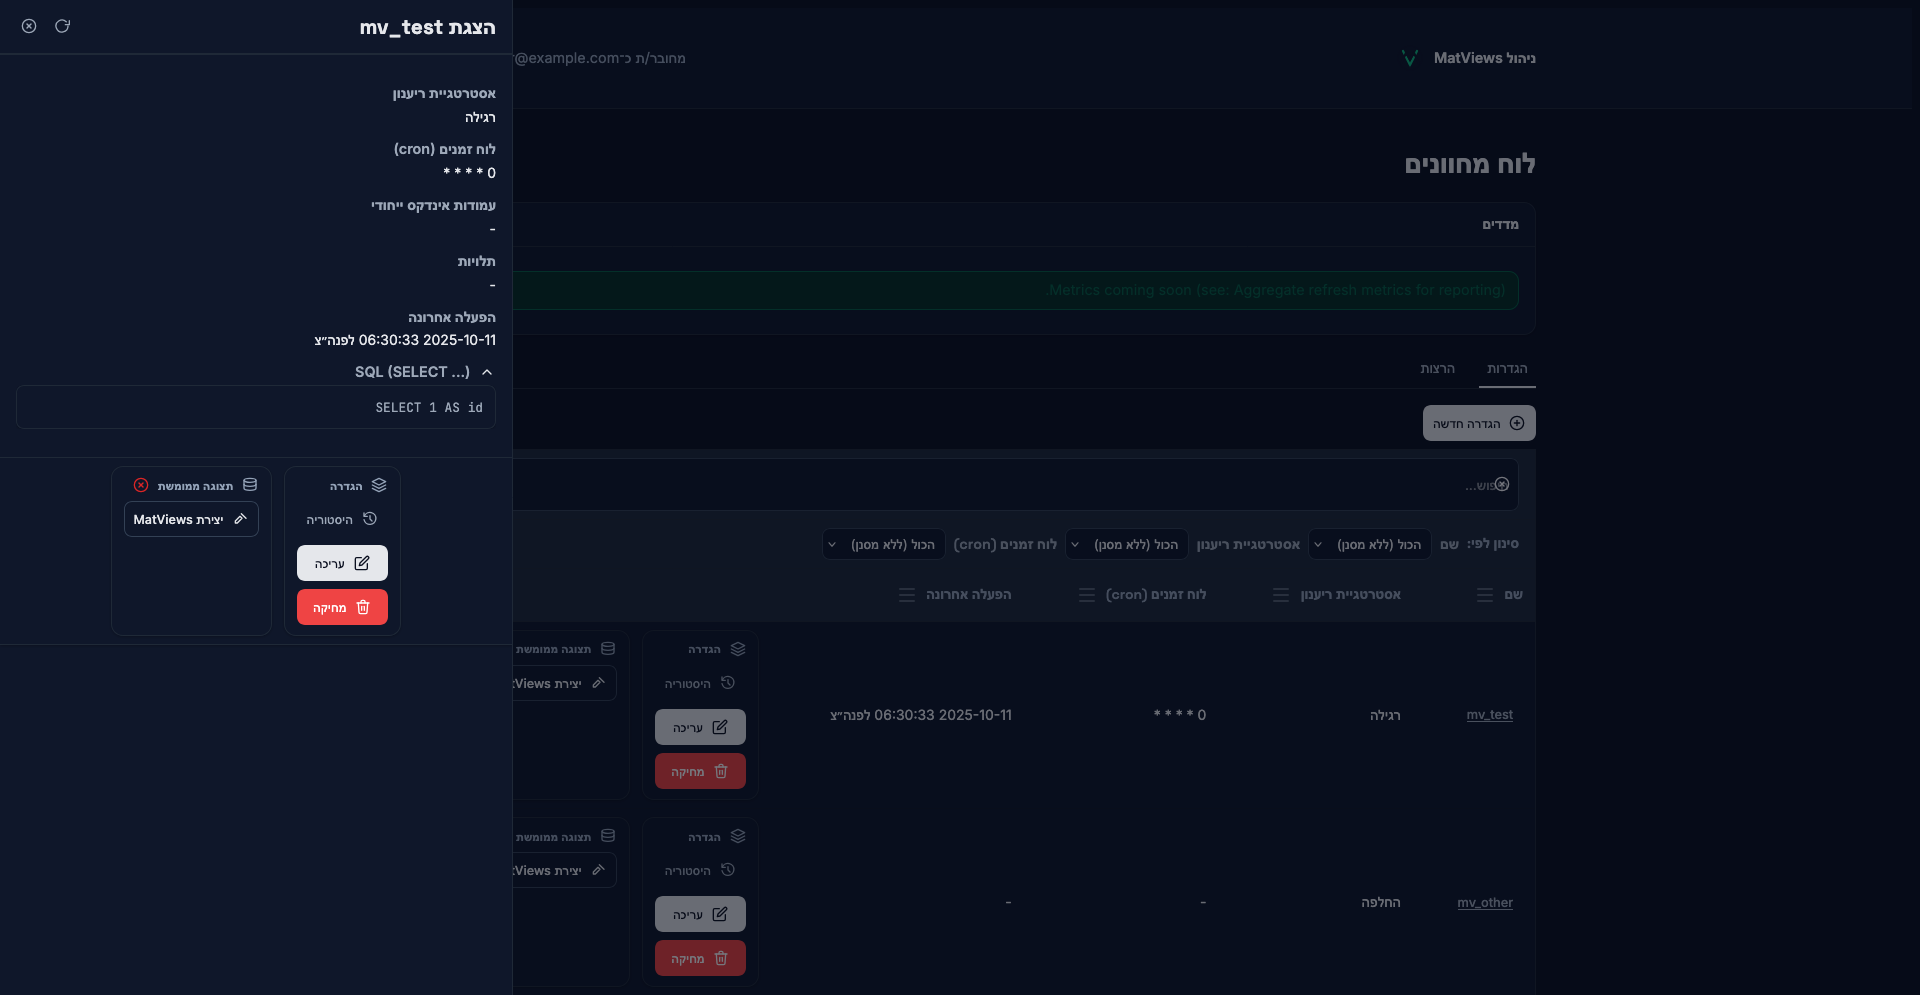 הצגת mv_test
אסטרטגיית ריענון
רגילה
לוח זמנים (cron)
0 * * * *
עמודות אינדקס ייחודי
-
תלויות
-
הפעלה אחרונה
2025-10-11 06:30:33 לפנה״צ
SQL (SELECT ...)
SELECT 1 AS id
הגדרה
היסטוריה
עריכה
מחיקה
תצוגה ממומשת
יצירת MatViews
ניהול MatViews
מחובר/ת כ־r@example.com
לוח מחוונים
מדדים
Metrics coming soon (see: Aggregate refresh metrics for reporting).
הגדרות
הרצות
הגדרה חדשה
חיפוש...
סינון לפי: שם הכול (ללא מסנן) אסטרטגיית ריענון הכול (ללא מסנן) לוח זמנים (cron) הכול (ללא מסנן)
שם אסטרטגיית ריענון לוח זמנים (cron) הפעלה אחרונה
mv_test רגילה 0 * * * * 2025-10-11 06:30:33 לפנה״צ
הגדרה
היסטוריה
עריכה
מחיקה
תצוגה ממומשת
יצירת tViews
mv_other החלפה - -
הגדרה
היסטוריה
עריכה
מחיקה
תצוגה ממומשת
יצירת tViews